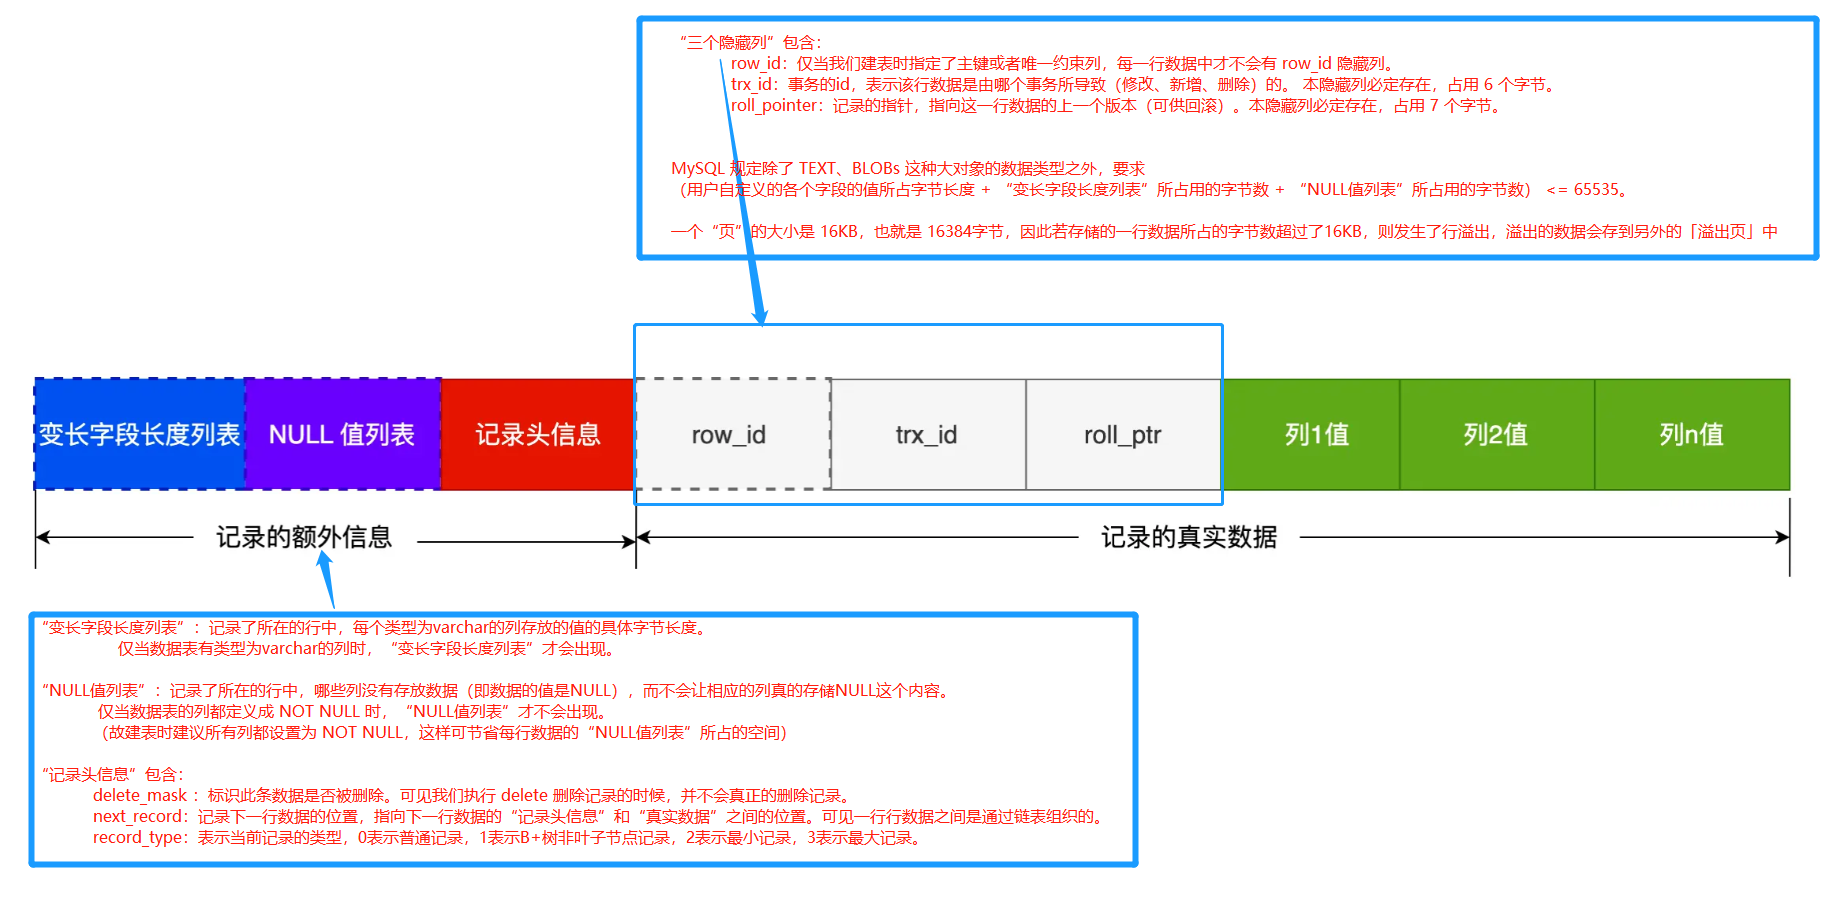 “三个隐藏列”包含：
row_id：仅当我们建表时指定了主键或者唯一约束列，每一行数据中才不会有 row_id 隐藏列。
trx_id：事务的id，表示该行数据是由哪个事务所导致（修改、新增、删除）的。 本隐藏列必定存在，占用 6 个字节。
roll_pointer：记录的指针，指向这一行数据的上一个版本（可供回滚）。本隐藏列必定存在，占用 7 个字节。
MySQL 规定除了 TEXT、BLOBs 这种大对象的数据类型之外，要求
（用户自定义的各个字段的值所占字节长度 + “变长字段长度列表”所占用的字节数 + “NULL值列表”所占用的字节数） <= 65535。
一个“页”的大小是 16KB，也就是 16384字节，因此若存储的一行数据所占的字节数超过了16KB，则发生了行溢出，溢出的数据会存到另外的「溢出页」中
变长字段长度列表
NULL 值列表
记录头信息
row_id
trx_id
roll_ptr
列1值
列2值
列n值
记录的额外信息
记录的真实数据
“变长字段长度列表”：记录了所在的行中，每个类型为varchar的列存放的值的具体字节长度。
仅当数据表有类型为varchar的列时，“变长字段长度列表”才会出现。
“NULL值列表”：记录了所在的行中，哪些列没有存放数据（即数据的值是NULL），而不会让相应的列真的存储NULL这个内容。
仅当数据表的列都定义成 NOT NULL 时，“NULL值列表”才不会出现。
（故建表时建议所有列都设置为 NOT NULL，这样可节省每行数据的“NULL值列表”所占的空间）
“记录头信息”包含：
delete_mask ：标识此条数据是否被删除。可见我们执行 delete 删除记录的时候，并不会真正的删除记录。
next_record：记录下一行数据的位置，指向下一行数据的“记录头信息”和“真实数据”之间的位置。可见一行行数据之间是通过链表组织的。
record_type：表示当前记录的类型，0表示普通记录，1表示B+树非叶子节点记录，2表示最小记录，3表示最大记录。